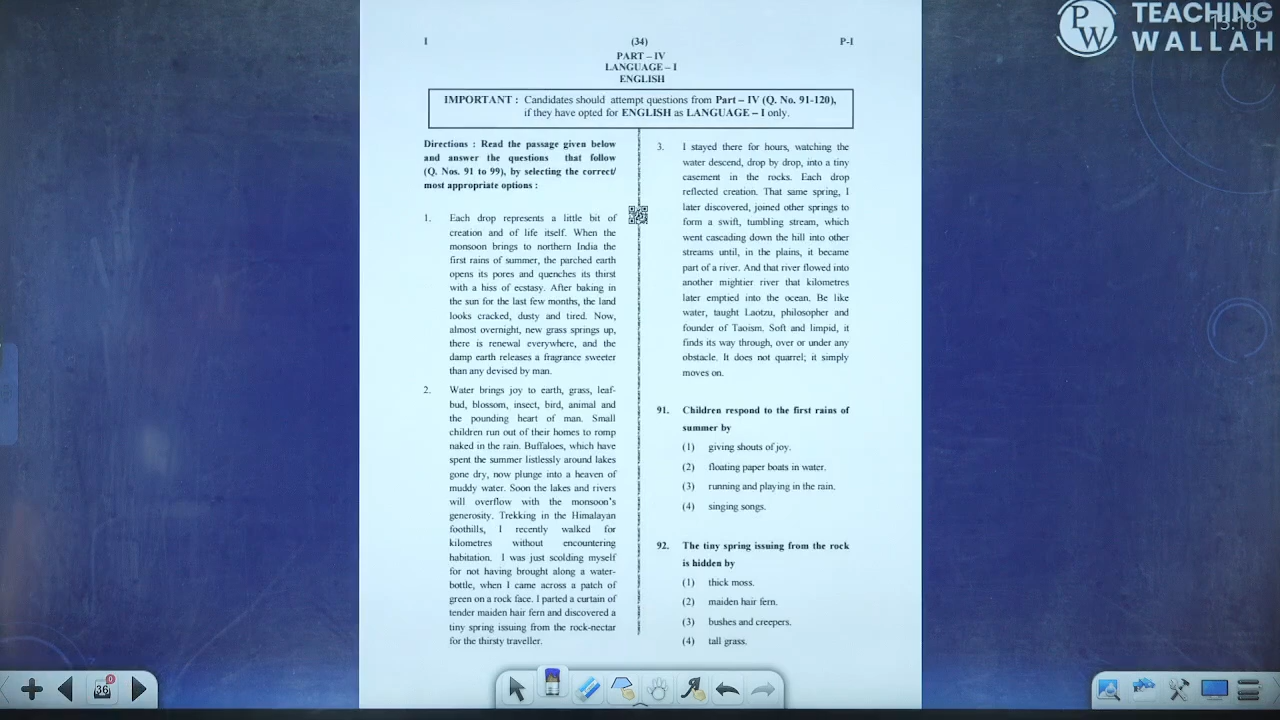 TEACHING
WALLAH
PW
13:18
I (34) P-I
PART – IV
LANGUAGE – I
ENGLISH
IMPORTANT : Candidates should attempt questions from Part – IV (Q. No. 91-120),
if they have opted for ENGLISH as LANGUAGE – I only.
Directions : Read the passage given below
and answer the questions that follow
(Q. Nos. 91 to 99), by selecting the correct/
most appropriate options :
1. Each drop represents a little bit of
creation and of life itself. When the
monsoon brings to northern India the
first rains of summer, the parched earth
opens its pores and quenches its thirst
with a hiss of ecstasy. After baking in
the sun for the last few months, the land
looks cracked, dusty and tired. Now,
almost overnight, new grass springs up,
there is renewal everywhere, and the
damp earth releases a fragrance sweeter
than any devised by man.
2. Water brings joy to earth, grass, leaf-
bud, blossom, insect, bird, animal and
the pounding heart of man. Small
children run out of their homes to romp
naked in the rain. Buffaloes, which have
spent the summer listlessly around lakes
gone dry, now plunge into a heaven of
muddy water. Soon the lakes and rivers
will overflow with the monsoon's
generosity. Trekking in the Himalayan
foothills, I recently walked for
kilometres without encountering
habitation. I was just scolding myself
for not having brought along a water-
bottle, when I came across a patch of
green on a rock face. I parted a curtain of
tender maiden hair fern and discovered a
tiny spring issuing from the rock-nectar
for the thirsty traveller.
3. I stayed there for hours, watching the
water descend, drop by drop, into a tiny
casement in the rocks. Each drop
reflected creation. That same spring, I
later discovered, joined other springs to
form a swift, tumbling stream, which
went cascading down the hill into other
streams until, in the plains, it became
part of a river. And that river flowed into
another mightier river that kilometres
later emptied into the ocean. Be like
water, taught Laotzu, philosopher and
founder of Taoism. Soft and limpid, it
finds its way through, over or under any
obstacle. It does not quarrel; it simply
moves on.
91. Children respond to the first rains of
summer by
(1) giving shouts of joy.
(2) floating paper boats in water.
(3) running and playing in the rain.
(4) singing songs.
92. The tiny spring issuing from the rock
is hidden by
(1) thick moss.
(2) maiden hair fern.
(3) bushes and creepers.
(4) tall grass.
36
0